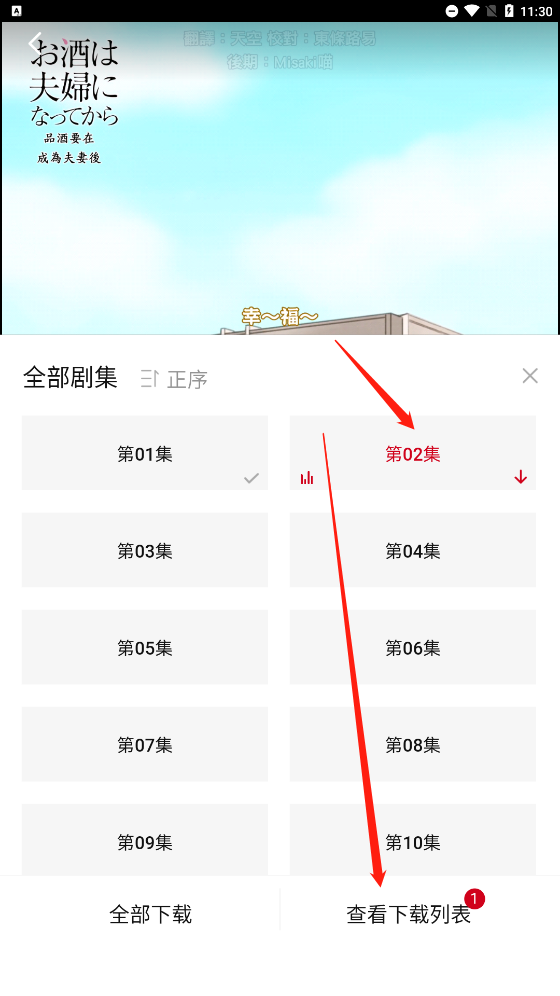 11:30
翻譯：天空 校對：東條路易
後期：Misaki喵
お酒は
夫婦に
なってから
品酒要在
成為夫妻後
幸～福～
全部剧集 正序
第01集 第02集
第03集 第04集
第05集 第06集
第07集 第08集
第09集 第10集
全部下载 查看下载列表 1